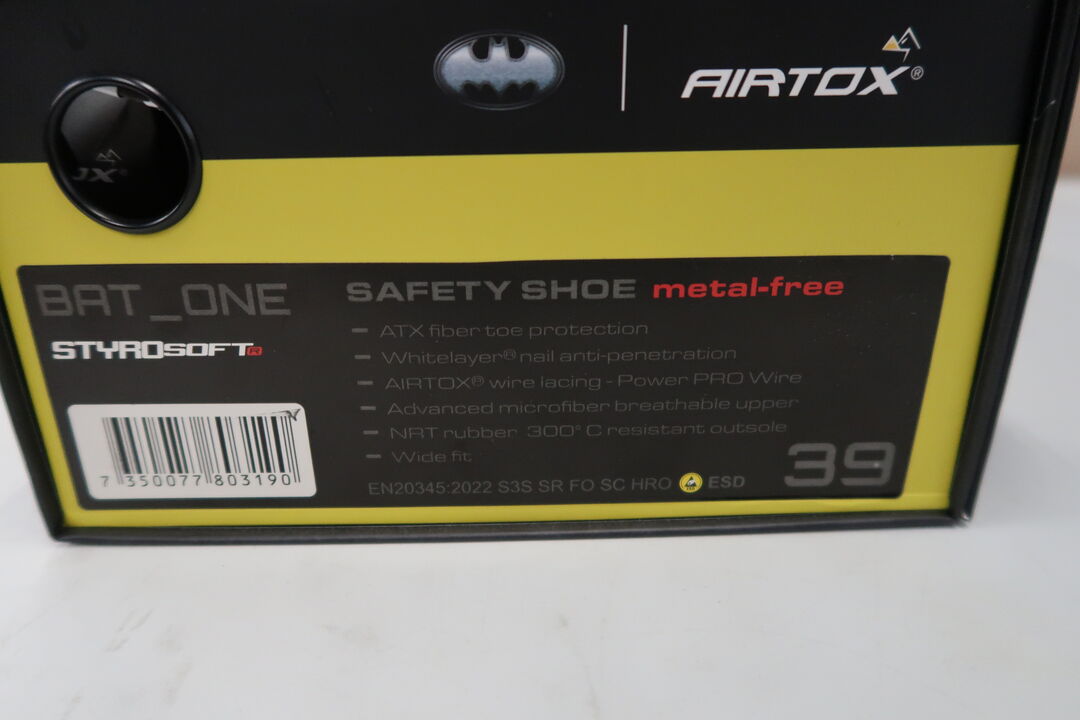 AIRTOX®
BAT_ONE
STYROSOFT R
7 350077 803190
SAFETY SHOE metal-free
- ATX fiber toe protection
- Whitelayer® nail anti-penetration
- AIRTOX® wire lacing - Power PRO Wire
- Advanced microfiber breathable upper
- NRT rubber 300° C resistant outsole
- Wide fit
EN20345:2022 S3S SR FO SC HRO ESD
39